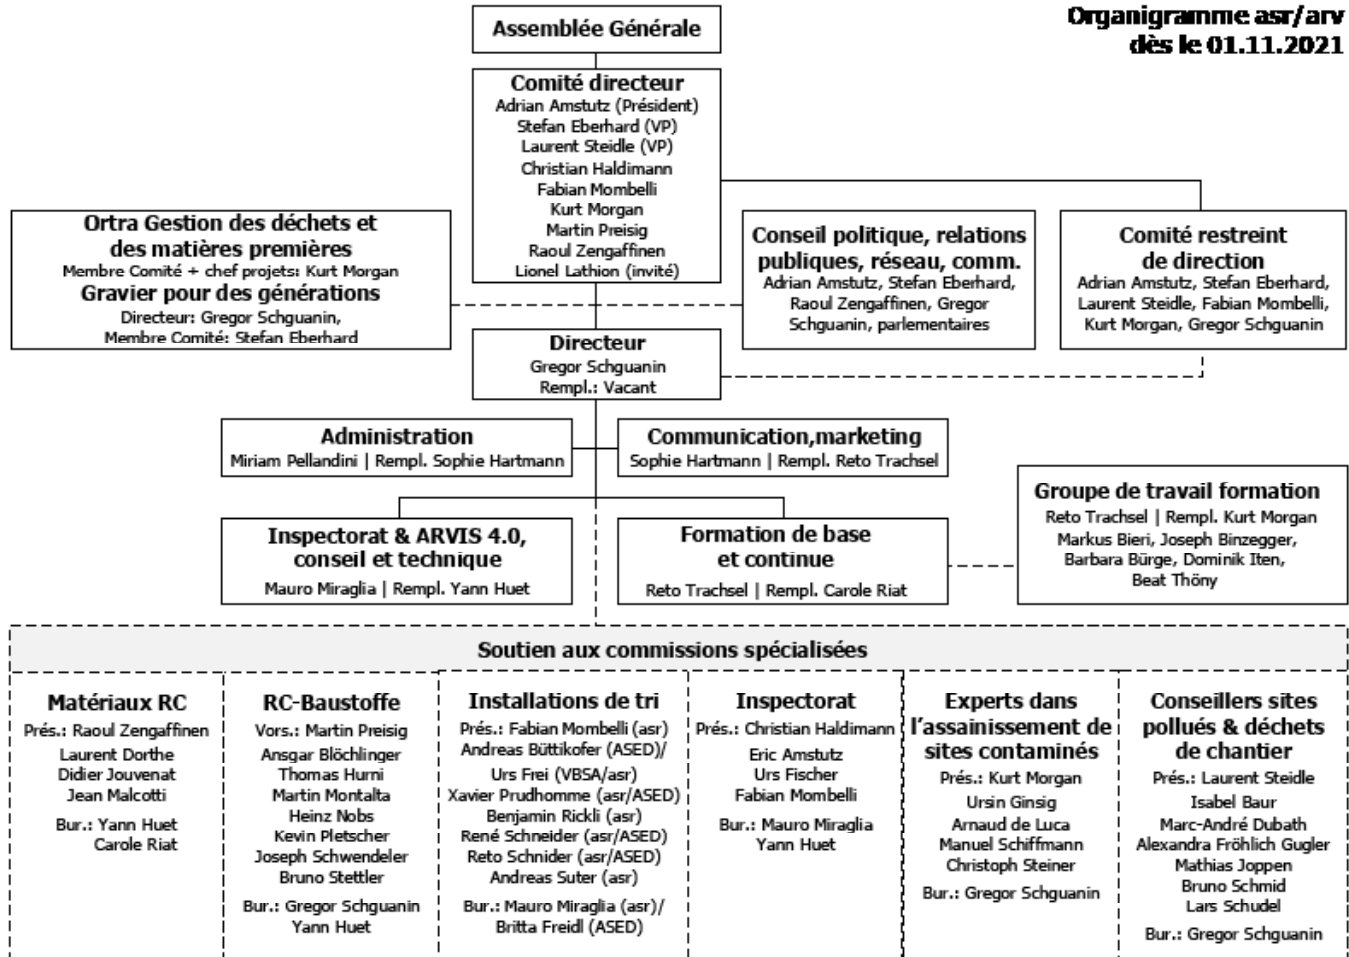 Organigramme asr/arv
dès le 01.11.2021
Assemblée Générale
Comité directeur
Adrian Amstutz (Président)
Stefan Eberhard (VP)
Laurent Steidle (VP)
Christian Haldimann
Fabian Mombelli
Kurt Morgan
Martin Preisig
Raoul Zengaffinen
Lionel Lathion (invité)
Ortra Gestion des déchets et
des matières premières
Membre Comité + chef projets: Kurt Morgan
Gravier pour des générations
Directeur: Gregor Schguanin,
Membre Comité: Stefan Eberhard
Conseil politique, relations
publiques, réseau, comm.
Adrian Amstutz, Stefan Eberhard,
Raoul Zengaffinen, Gregor
Schguanin, parlementaires
Comité restreint
de direction
Adrian Amstutz, Stefan Eberhard,
Laurent Steidle, Fabian Mombelli,
Kurt Morgan, Gregor Schguanin
Directeur
Gregor Schguanin
Rempl.: Vacant
Administration
Miriam Pellandini | Rempl. Sophie Hartmann
Communication,marketing
Sophie Hartmann | Rempl. Reto Trachsel
Inspectorat & ARVIS 4.0,
conseil et technique
Mauro Miraglia | Rempl. Yann Huet
Formation de base
et continue
Reto Trachsel | Rempl. Carole Riat
Groupe de travail formation
Reto Trachsel | Rempl. Kurt Morgan
Markus Bieri, Joseph Binzegger,
Barbara Bürge, Dominik Iten,
Beat Thöny
Soutien aux commissions spécialisées
Matériaux RC
Prés.: Raoul Zengaffinen
Laurent Dorthe
Didier Jouvenat
Jean Malcotti
Bur.: Yann Huet
Carole Riat
RC-Baustoffe
Vors.: Martin Preisig
Ansgar Blöchlinger
Thomas Hurni
Martin Montalta
Heinz Nobs
Kevin Pletscher
Joseph Schwendeler
Bruno Stettler
Bur.: Gregor Schguanin
Yann Huet
Installations de tri
Prés.: Fabian Mombelli (asr)
Andreas Büttikofer (ASED)/
Urs Frei (VBSA/asr)
Xavier Prudhomme (asr/ASED)
Benjamin Rickli (asr)
René Schneider (asr/ASED)
Reto Schnider (asr/ASED)
Andreas Suter (asr)
Bur.: Mauro Miraglia (asr)/
Britta Freidl (ASED)
Inspectorat
Prés.: Christian Haldimann
Eric Amstutz
Urs Fischer
Fabian Mombelli
Bur.: Mauro Miraglia
Yann Huet
Experts dans
l'assainissement de
sites contaminés
Prés.: Kurt Morgan
Ursin Ginsig
Arnaud de Luca
Manuel Schiffmann
Christoph Steiner
Bur.: Gregor Schguanin
Conseillers sites
pollués & déchets
de chantier
Prés.: Laurent Steidle
Isabel Baur
Marc-André Dubath
Alexandra Fröhlich Gugler
Mathias Joppen
Bruno Schmid
Lars Schudel
Bur.: Gregor Schguanin